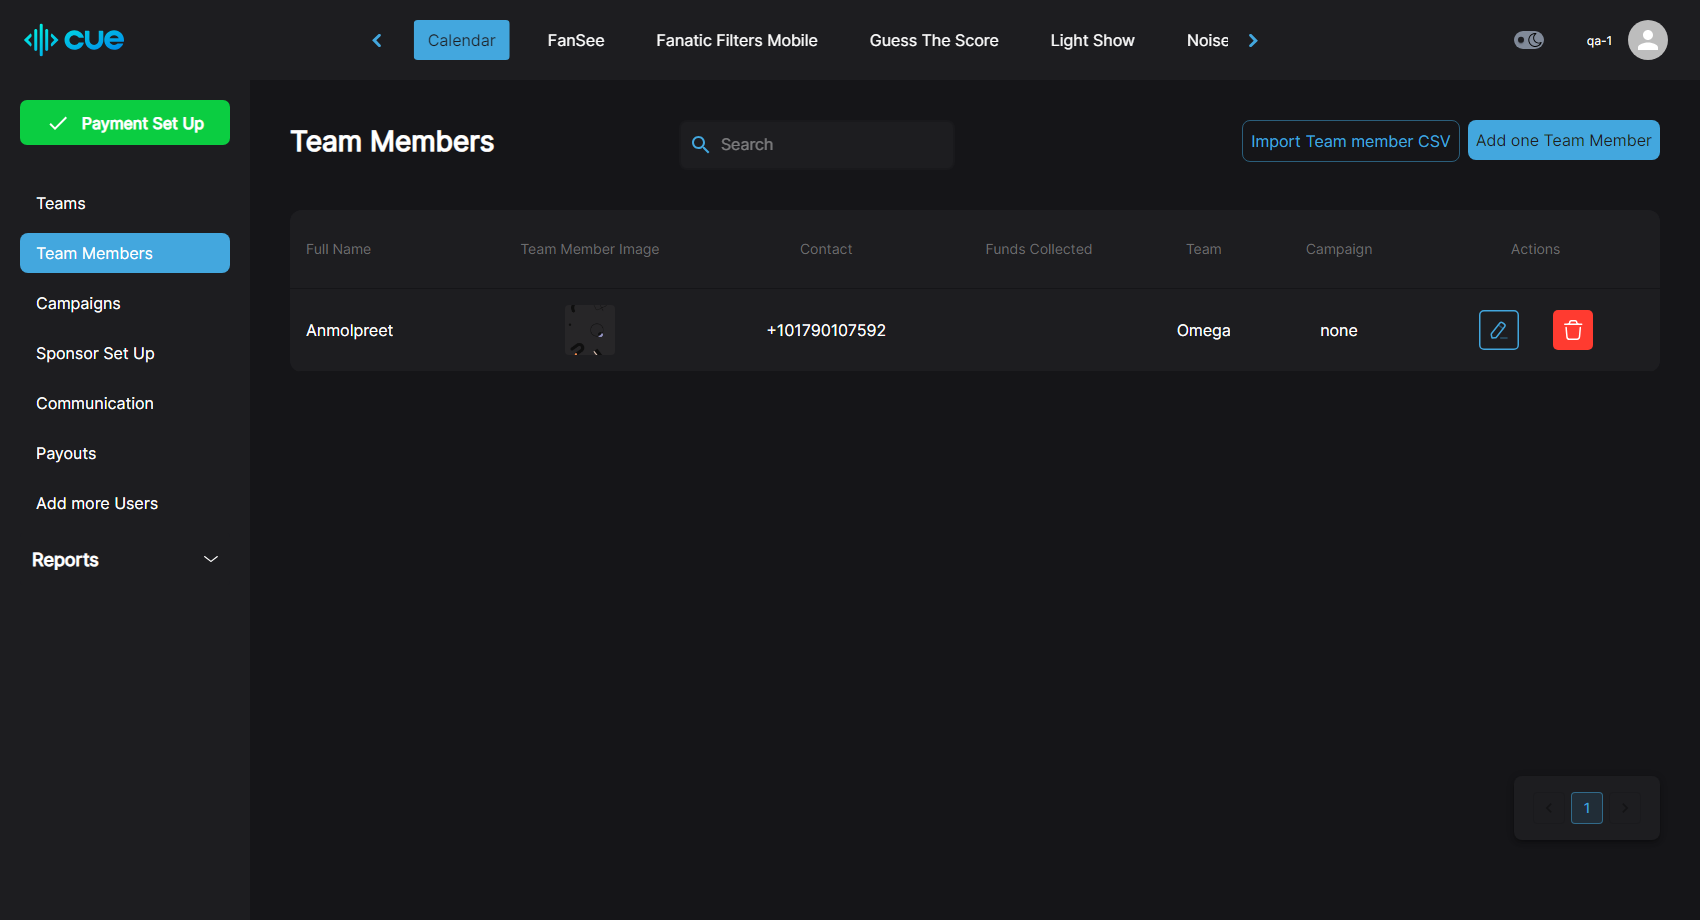 cue
Calendar FanSee Fanatic Filters Mobile Guess The Score Light Show Noise
qa-1
Payment Set Up
Teams
Team Members
Campaigns
Sponsor Set Up
Communication
Payouts
Add more Users
Reports
Team Members
Search
Import Team member CSV
Add one Team Member
Full Name Team Member Image Contact Funds Collected Team Campaign Actions
Anmolpreet +101790107592 Omega none
1